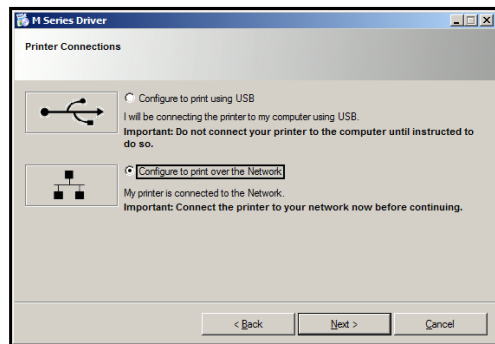 M Series Driver
Printer Connections
Configure to print using USB
I will be connecting the printer to my computer using USB.
Important: Do not connect your printer to the computer until instructed to
do so.
Configure to print over the Network
My printer is connected to the Network.
Important: Connect the printer to your network now before continuing.
< Back Next > Cancel